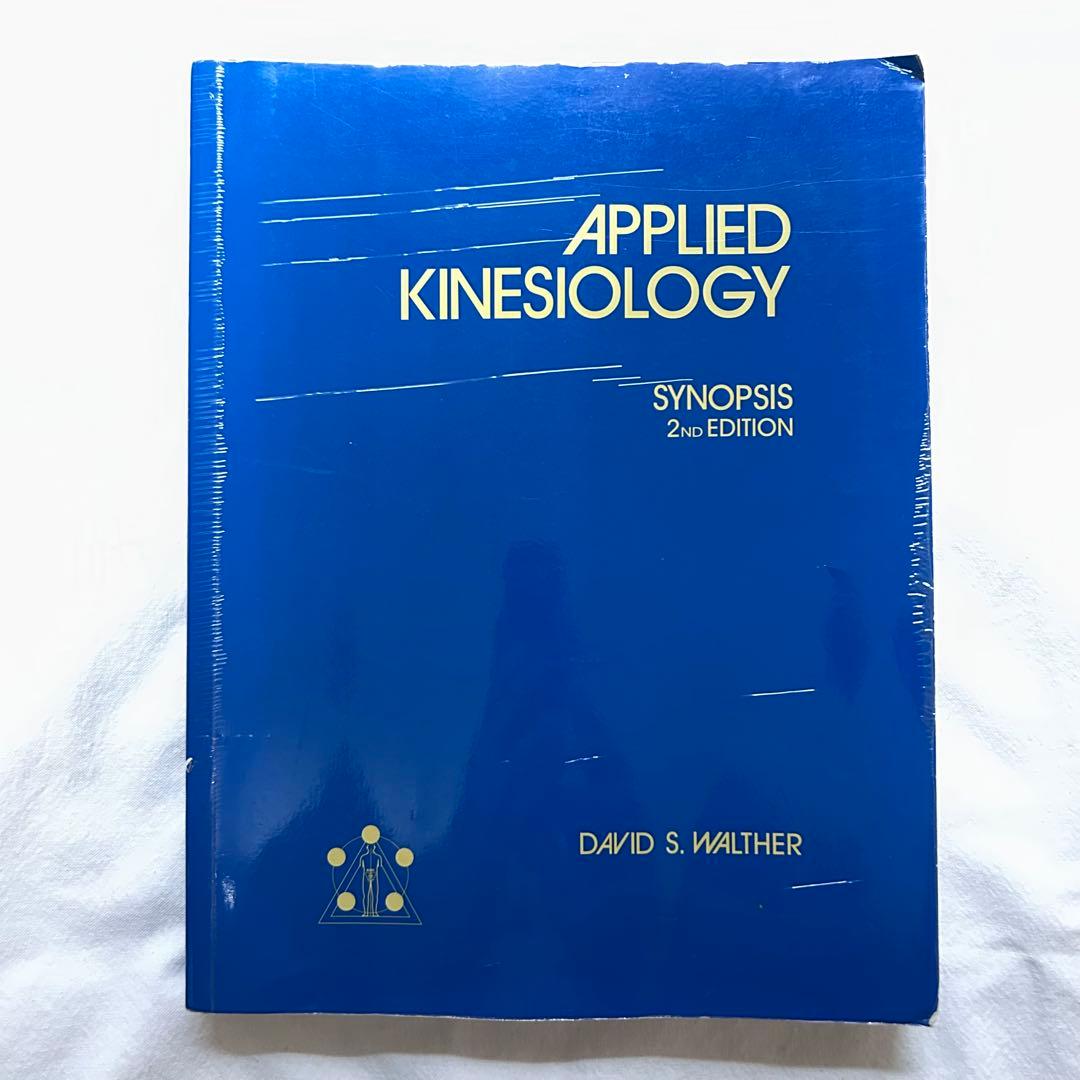 APPLIED
KINESIOLOGY
SYNOPSIS
2ND EDITION
DAVID S. WALTHER